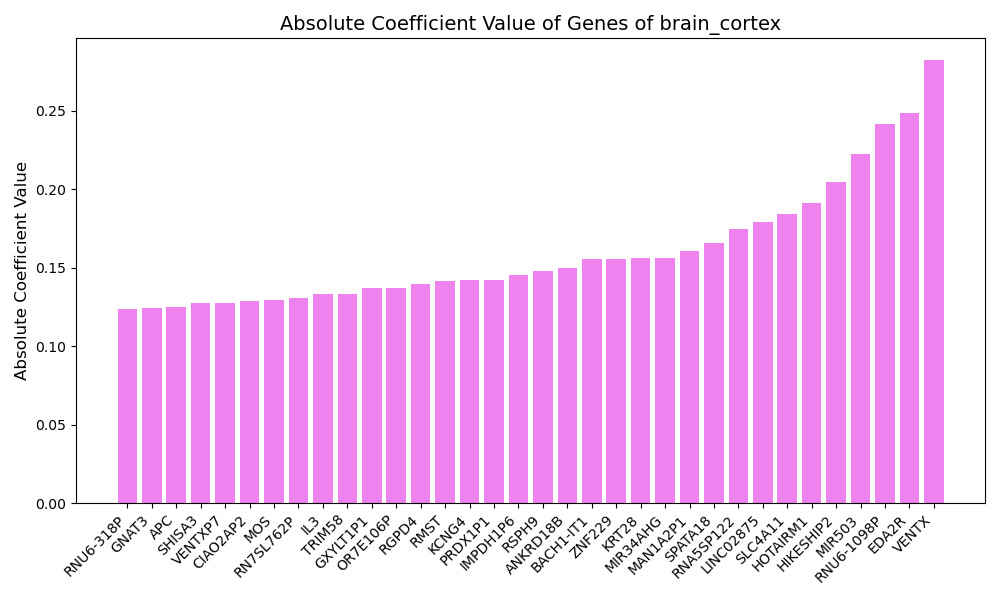 Absolute Coefficient Value of Genes of brain_cortex
Absolute Coefficient Value
0.25
0.20
0.15
0.10
0.05
0.00
RNU6-318P
GNAT3
APC
SHISA3
VENTXP7
CIAO2AP2
MOS
RN7SL762P
IL3
TRIM58
GXYLT1P1
OR7E106P
RGPD4
RMST
KCNG4
PRDX1P1
IMPDH1P6
RSPH9
ANKRD18B
BACH1-IT1
ZNF229
KRT28
MIR34AHG
MAN1A2P1
SPATA18
RNA5SP122
LINC02875
SLC4A11
HOTAIRM1
HIKESHIP2
MIR503
RNU6-1098P
EDA2R
VENTX